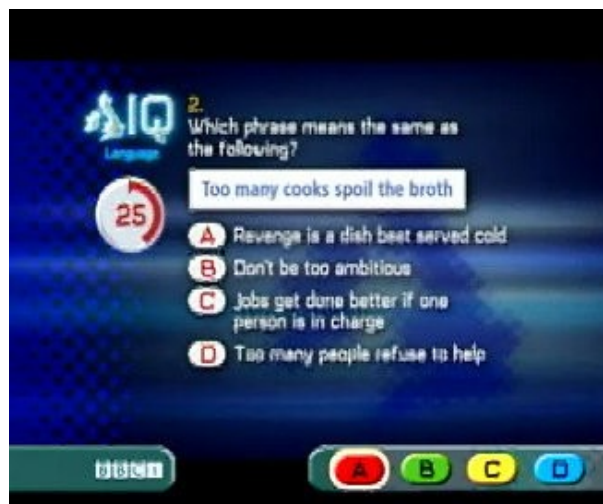 IQ
Language
2.
Which phrase means the same as
the following?
Too many cooks spoil the broth
25
A Revenge is a dish best served cold
B Don't be too ambitious
C Jobs get done better if one
person is in charge
D Too many people refuse to help
BBC 1
A B C D